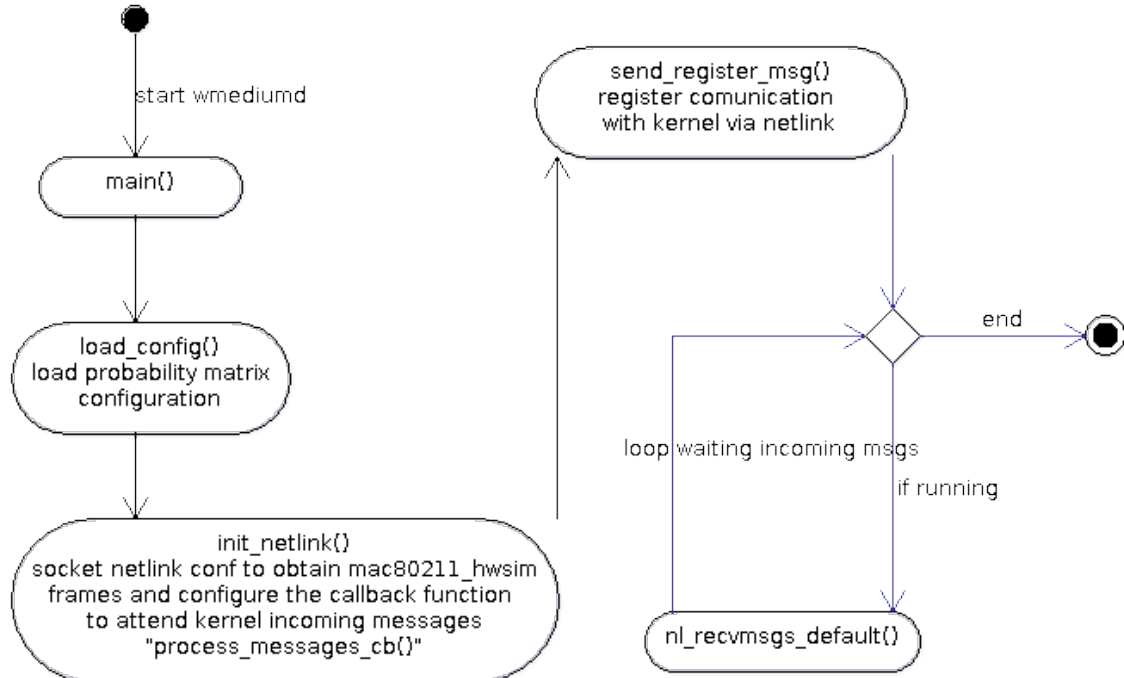 start wmediumd
main()
load_config()
load probability matrix
configuration
init_netlink()
socket netlink conf to obtain mac80211_hwsim
frames and configure the callback function
to attend kernel incoming messages
"process_messages_cb()"
send_register_msg()
register comunication
with kernel via netlink
end
loop waiting incoming msgs
if running
nl_recvmsgs_default()